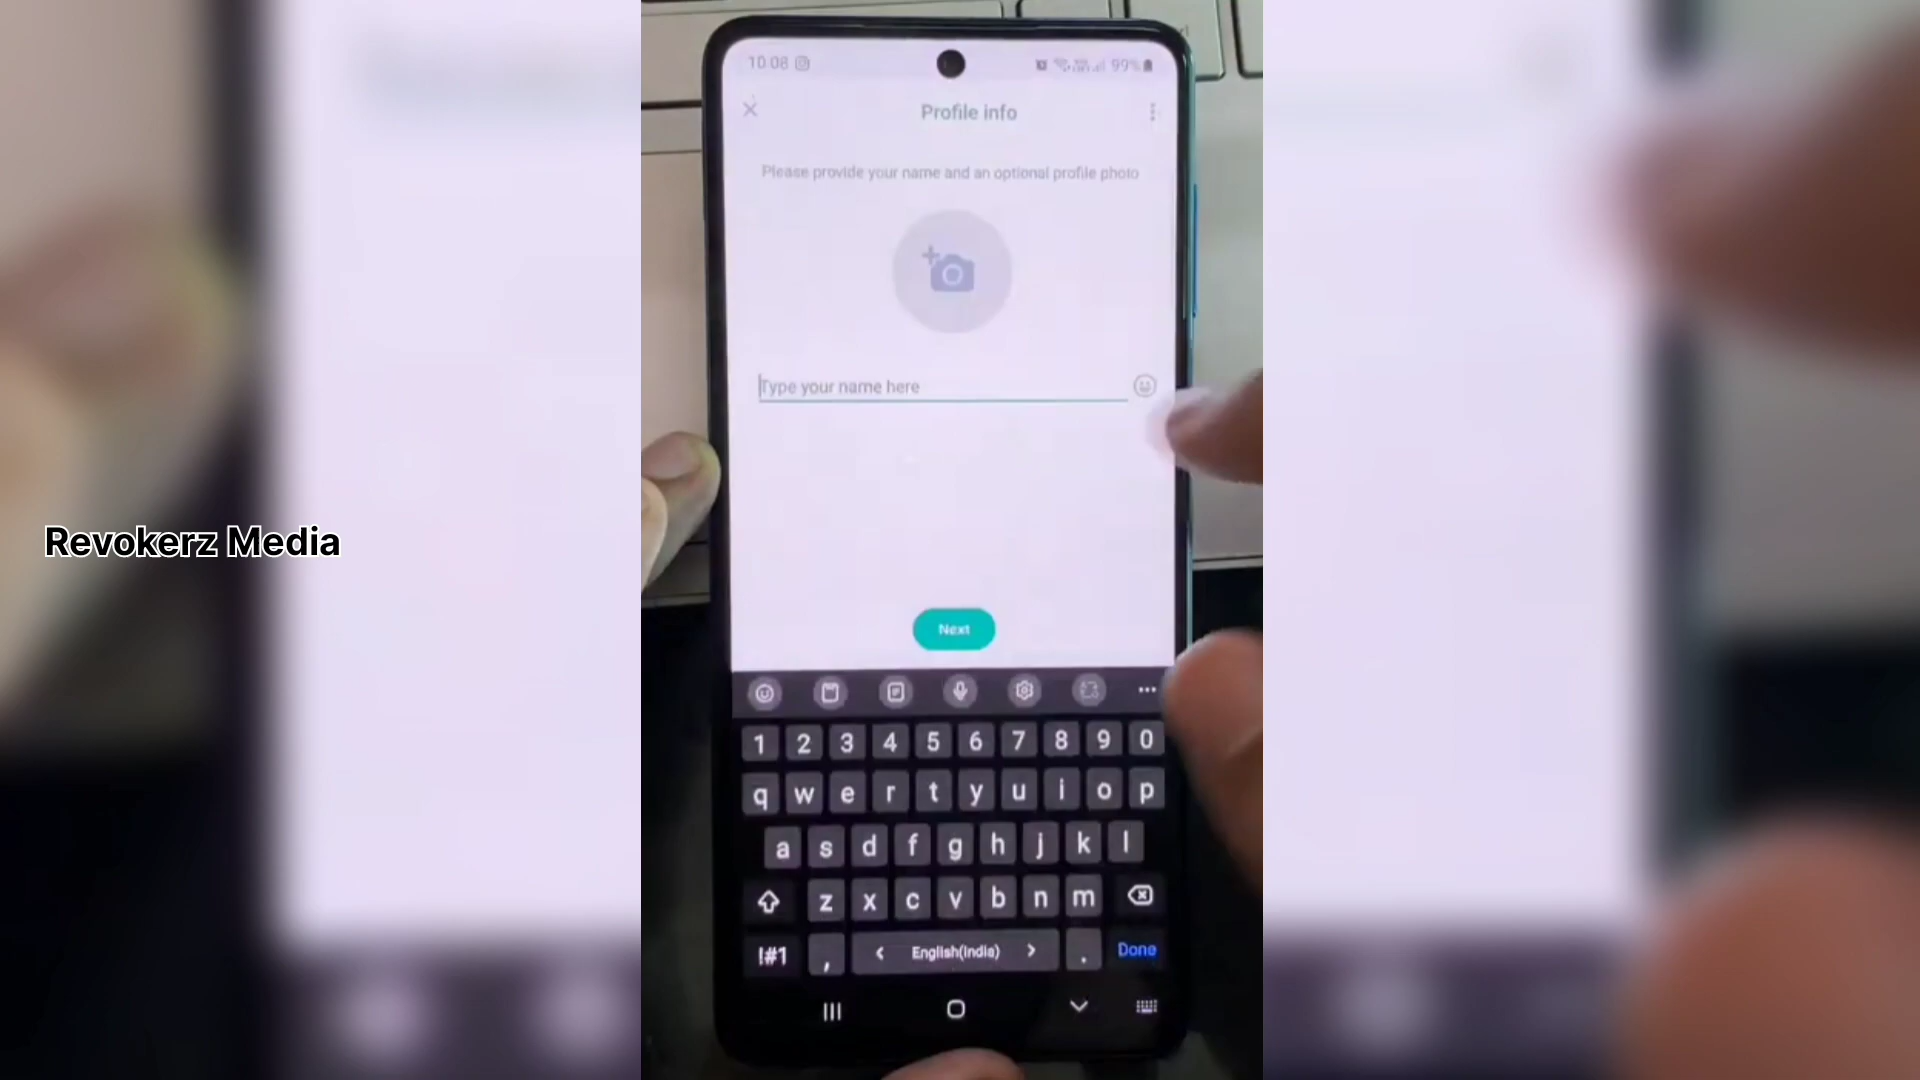 10:08
99%
Profile info
Please provide your name and an optional profile photo
Type your name here
Revokerz Media
Next
1 2 3 4 5 6 7 8 9 0
q w e r t y u i o p
a s d f g h j k l
z x c v b n m
!#1 , < English(India) > . Done